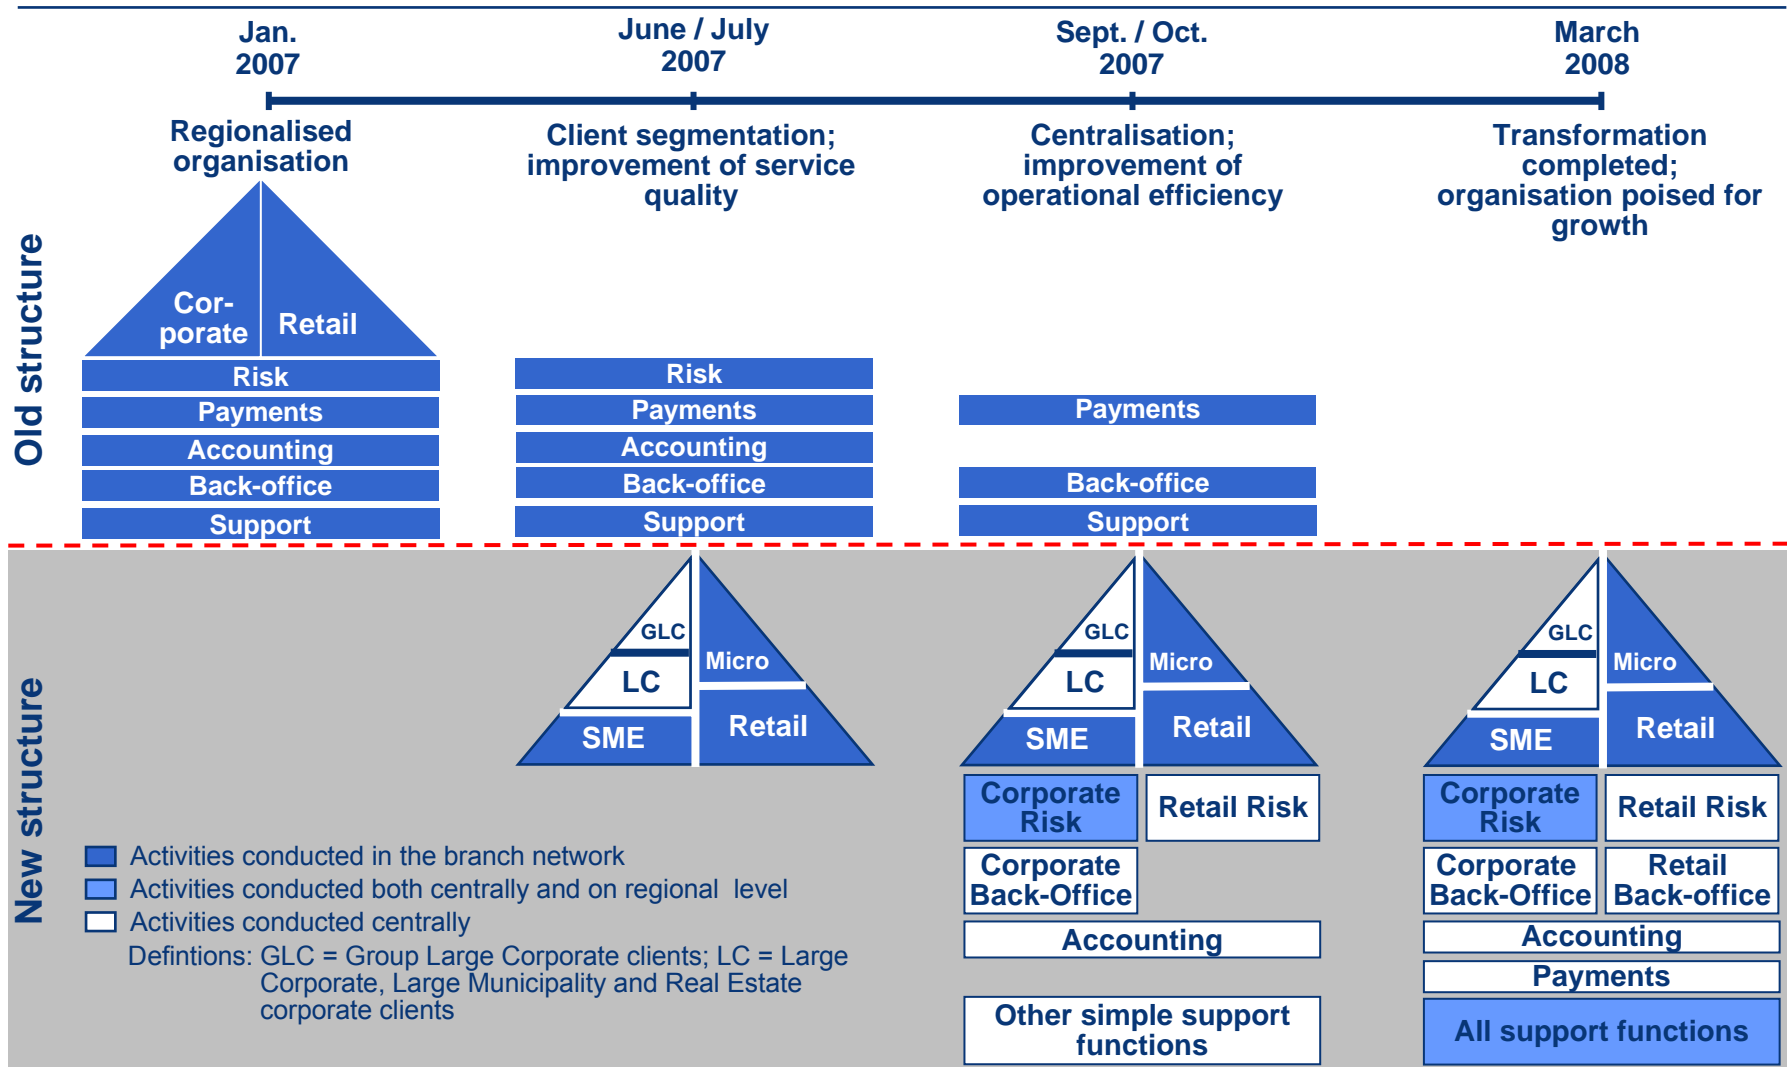 Jan.
2007
June / July
2007
Sept. / Oct.
2007
March
2008
Regionalised
organisation
Client segmentation;
improvement of service
quality
Centralisation;
improvement of
operational efficiency
Transformation
completed;
organisation poised for
growth
Old structure
Cor-
porate
Retail
Risk
Payments
Accounting
Back-office
Support
Risk
Payments
Accounting
Back-office
Support
Payments
Back-office
Support
New structure
GLC
LC
SME
Micro
Retail
GLC
LC
SME
Micro
Retail
Corporate
Risk
Retail Risk
Corporate
Back-Office
Accounting
Other simple support
functions
GLC
LC
SME
Micro
Retail
Corporate
Risk
Retail Risk
Corporate
Back-Office
Retail
Back-office
Accounting
Payments
All support functions
Activities conducted in the branch network
Activities conducted both centrally and on regional level
Activities conducted centrally
Defintions: GLC = Group Large Corporate clients; LC = Large
Corporate, Large Municipality and Real Estate
corporate clients